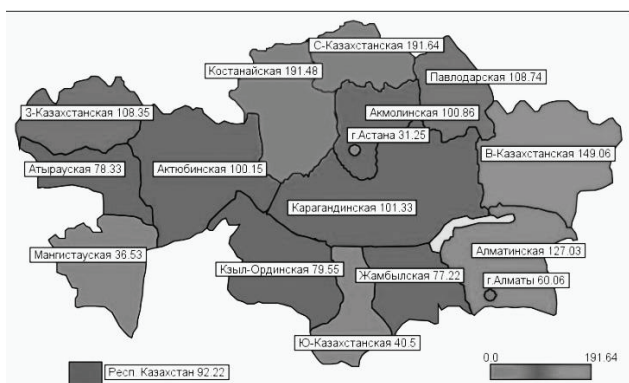 С-Казахстанская 191.64
Костанайская 191.48
Павлодарская 108.74
З-Казахстанская 108.35
Акмолинская 100.86
г.Астана 31.25
В-Казахстанская 149.06
Атырауская 78.33
Актюбинская 100.15
Карагандинская 101.33
Мангистауская 36.53
Алматинская 127.03
Кзыл-Ординская 79.55
Жамбылская 77.22
г.Алматы 60.06
Ю-Казахстанская 40.5
Респ. Казахстан 92.22
0.0 191.64